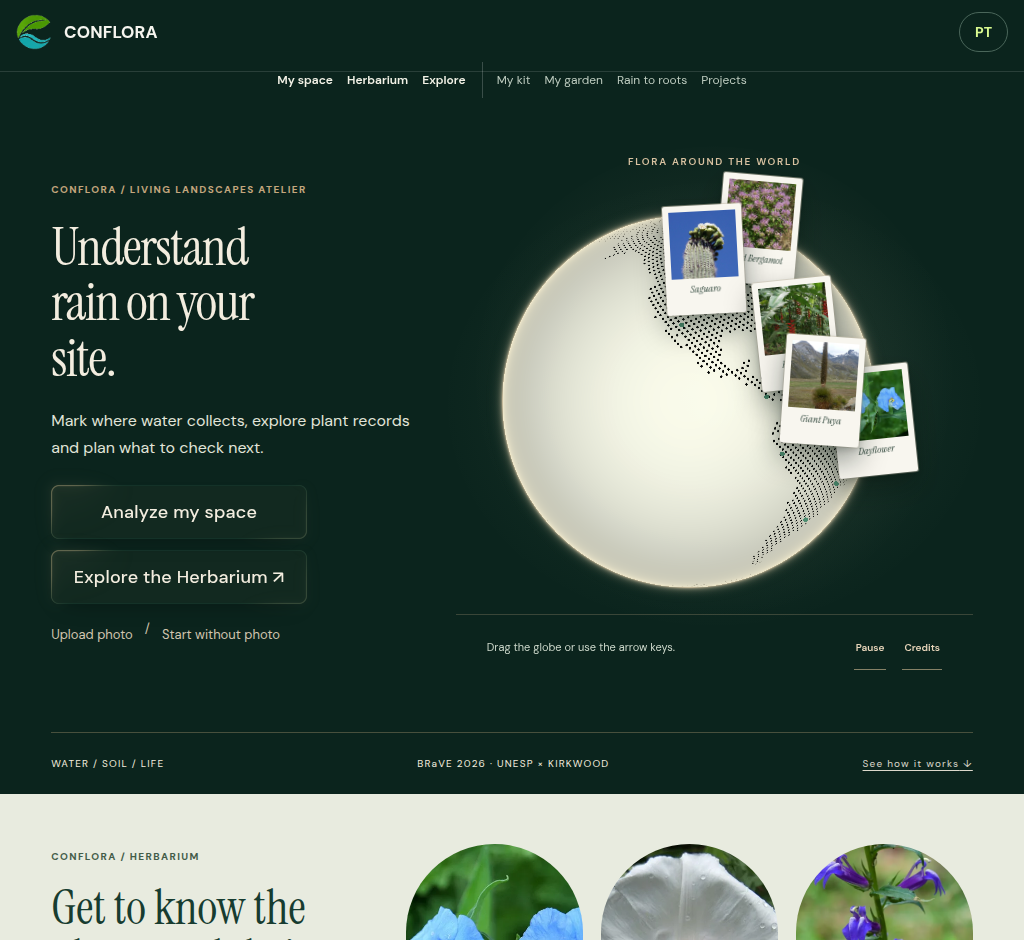 CONFLORA
PT
My space Herbarium Explore My kit My garden Rain to roots Projects
FLORA AROUND THE WORLD
CONFLORA / LIVING LANDSCAPES ATELIER
Understand
rain on your
site.
Mark where water collects, explore plant records
and plan what to check next.
Analyze my space
Explore the Herbarium ↗
Upload photo / Start without photo
Bergamot
Saguaro
Giant Puya
Dayflower
Drag the globe or use the arrow keys.
Pause Credits
WATER / SOIL / LIFE
BRaVE 2026 · UNESP × KIRKWOOD
See how it works ↓
CONFLORA / HERBARIUM
Get to know the